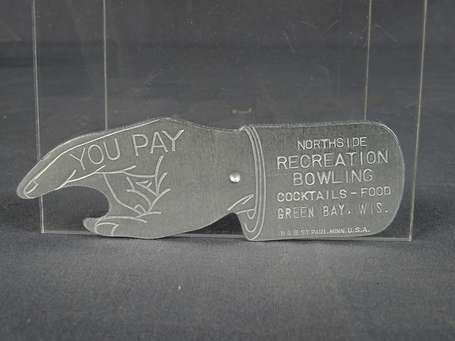 YOU PAY
NORTHSIDE
RECREATION
BOWLING
COCKTAILS - FOOD
GREEN BAY, WIS.
B & B ST. PAUL, MINN. U.S.A.